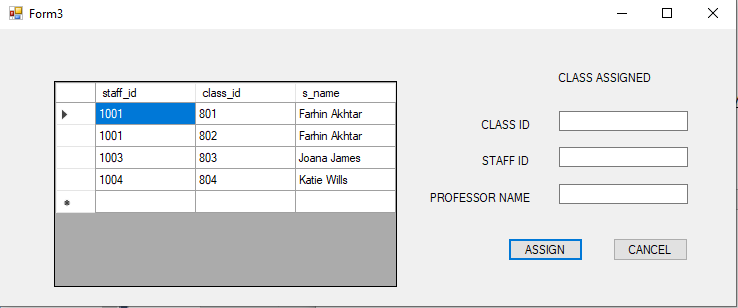 Form3
staff_id class_id s_name
1001 801 Farhin Akhtar
1001 802 Farhin Akhtar
1003 803 Joana James
1004 804 Katie Wills
CLASS ASSIGNED
CLASS ID
STAFF ID
PROFESSOR NAME
ASSIGN CANCEL